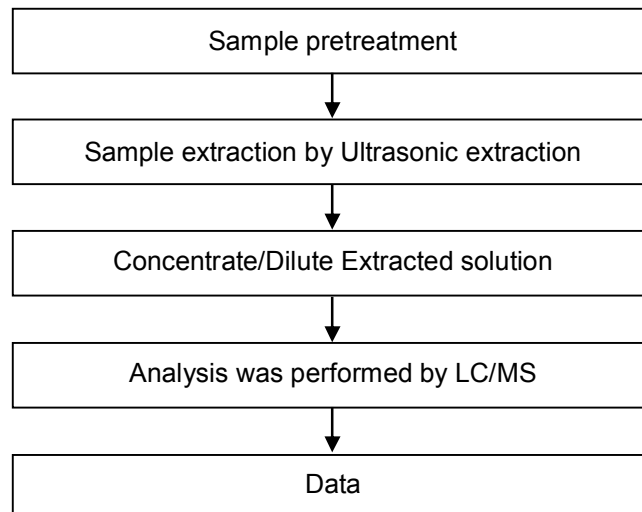 Sample pretreatment
Sample extraction by Ultrasonic extraction
Concentrate/Dilute Extracted solution
Analysis was performed by LC/MS
Data